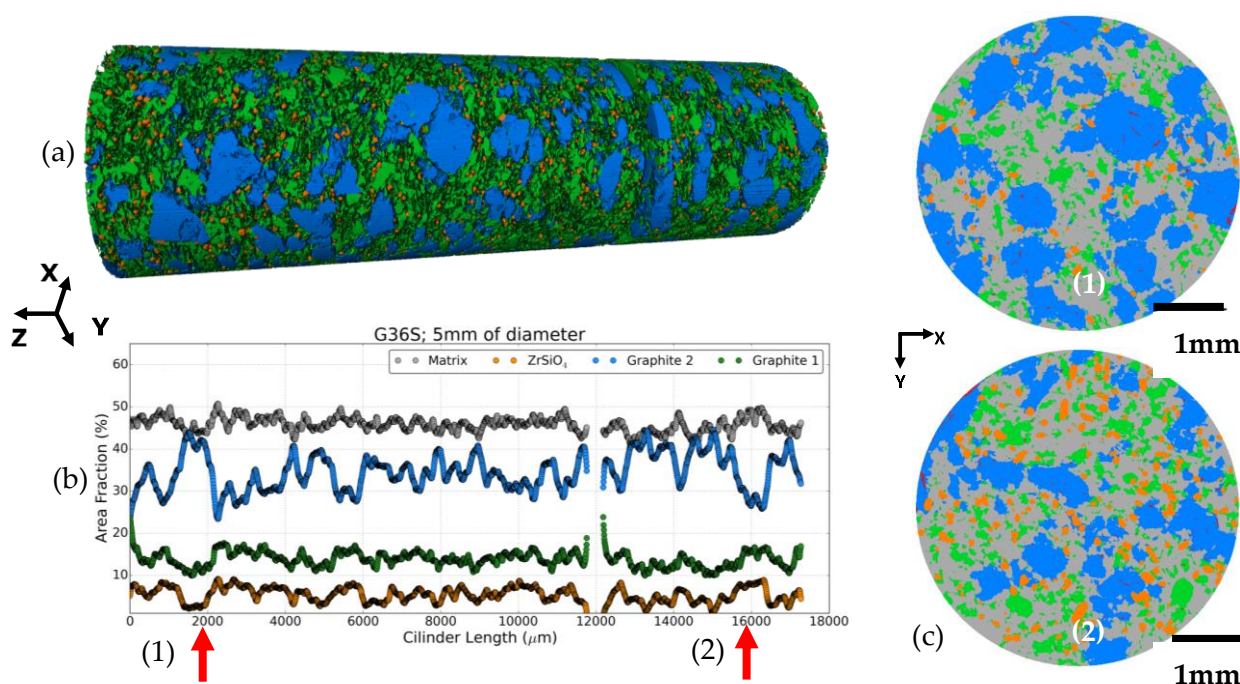 (a)
X
Z
Y
G36S; 5mm of diameter
Matrix
ZrSiO₄
Graphite 2
Graphite 1
Area Fraction (%)
60
50
40
30
20
10
(b)
0
2000
4000
6000
8000
10000
12000
14000
16000
18000
Cilinder Length (μm)
(1)
(2)
(1)
1mm
X
Y
(2)
(c)
1mm